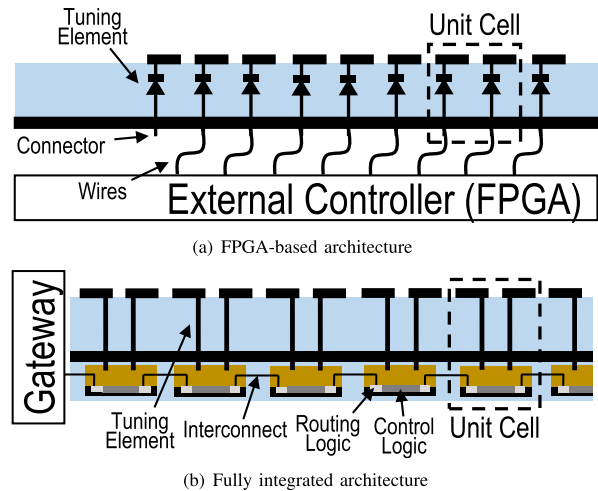 Tuning
Element
Unit Cell
Connector
Wires
External Controller (FPGA)
(a) FPGA-based architecture
Gateway
Tuning
Element
Interconnect
Routing
Logic
Control
Logic
Unit Cell
(b) Fully integrated architecture